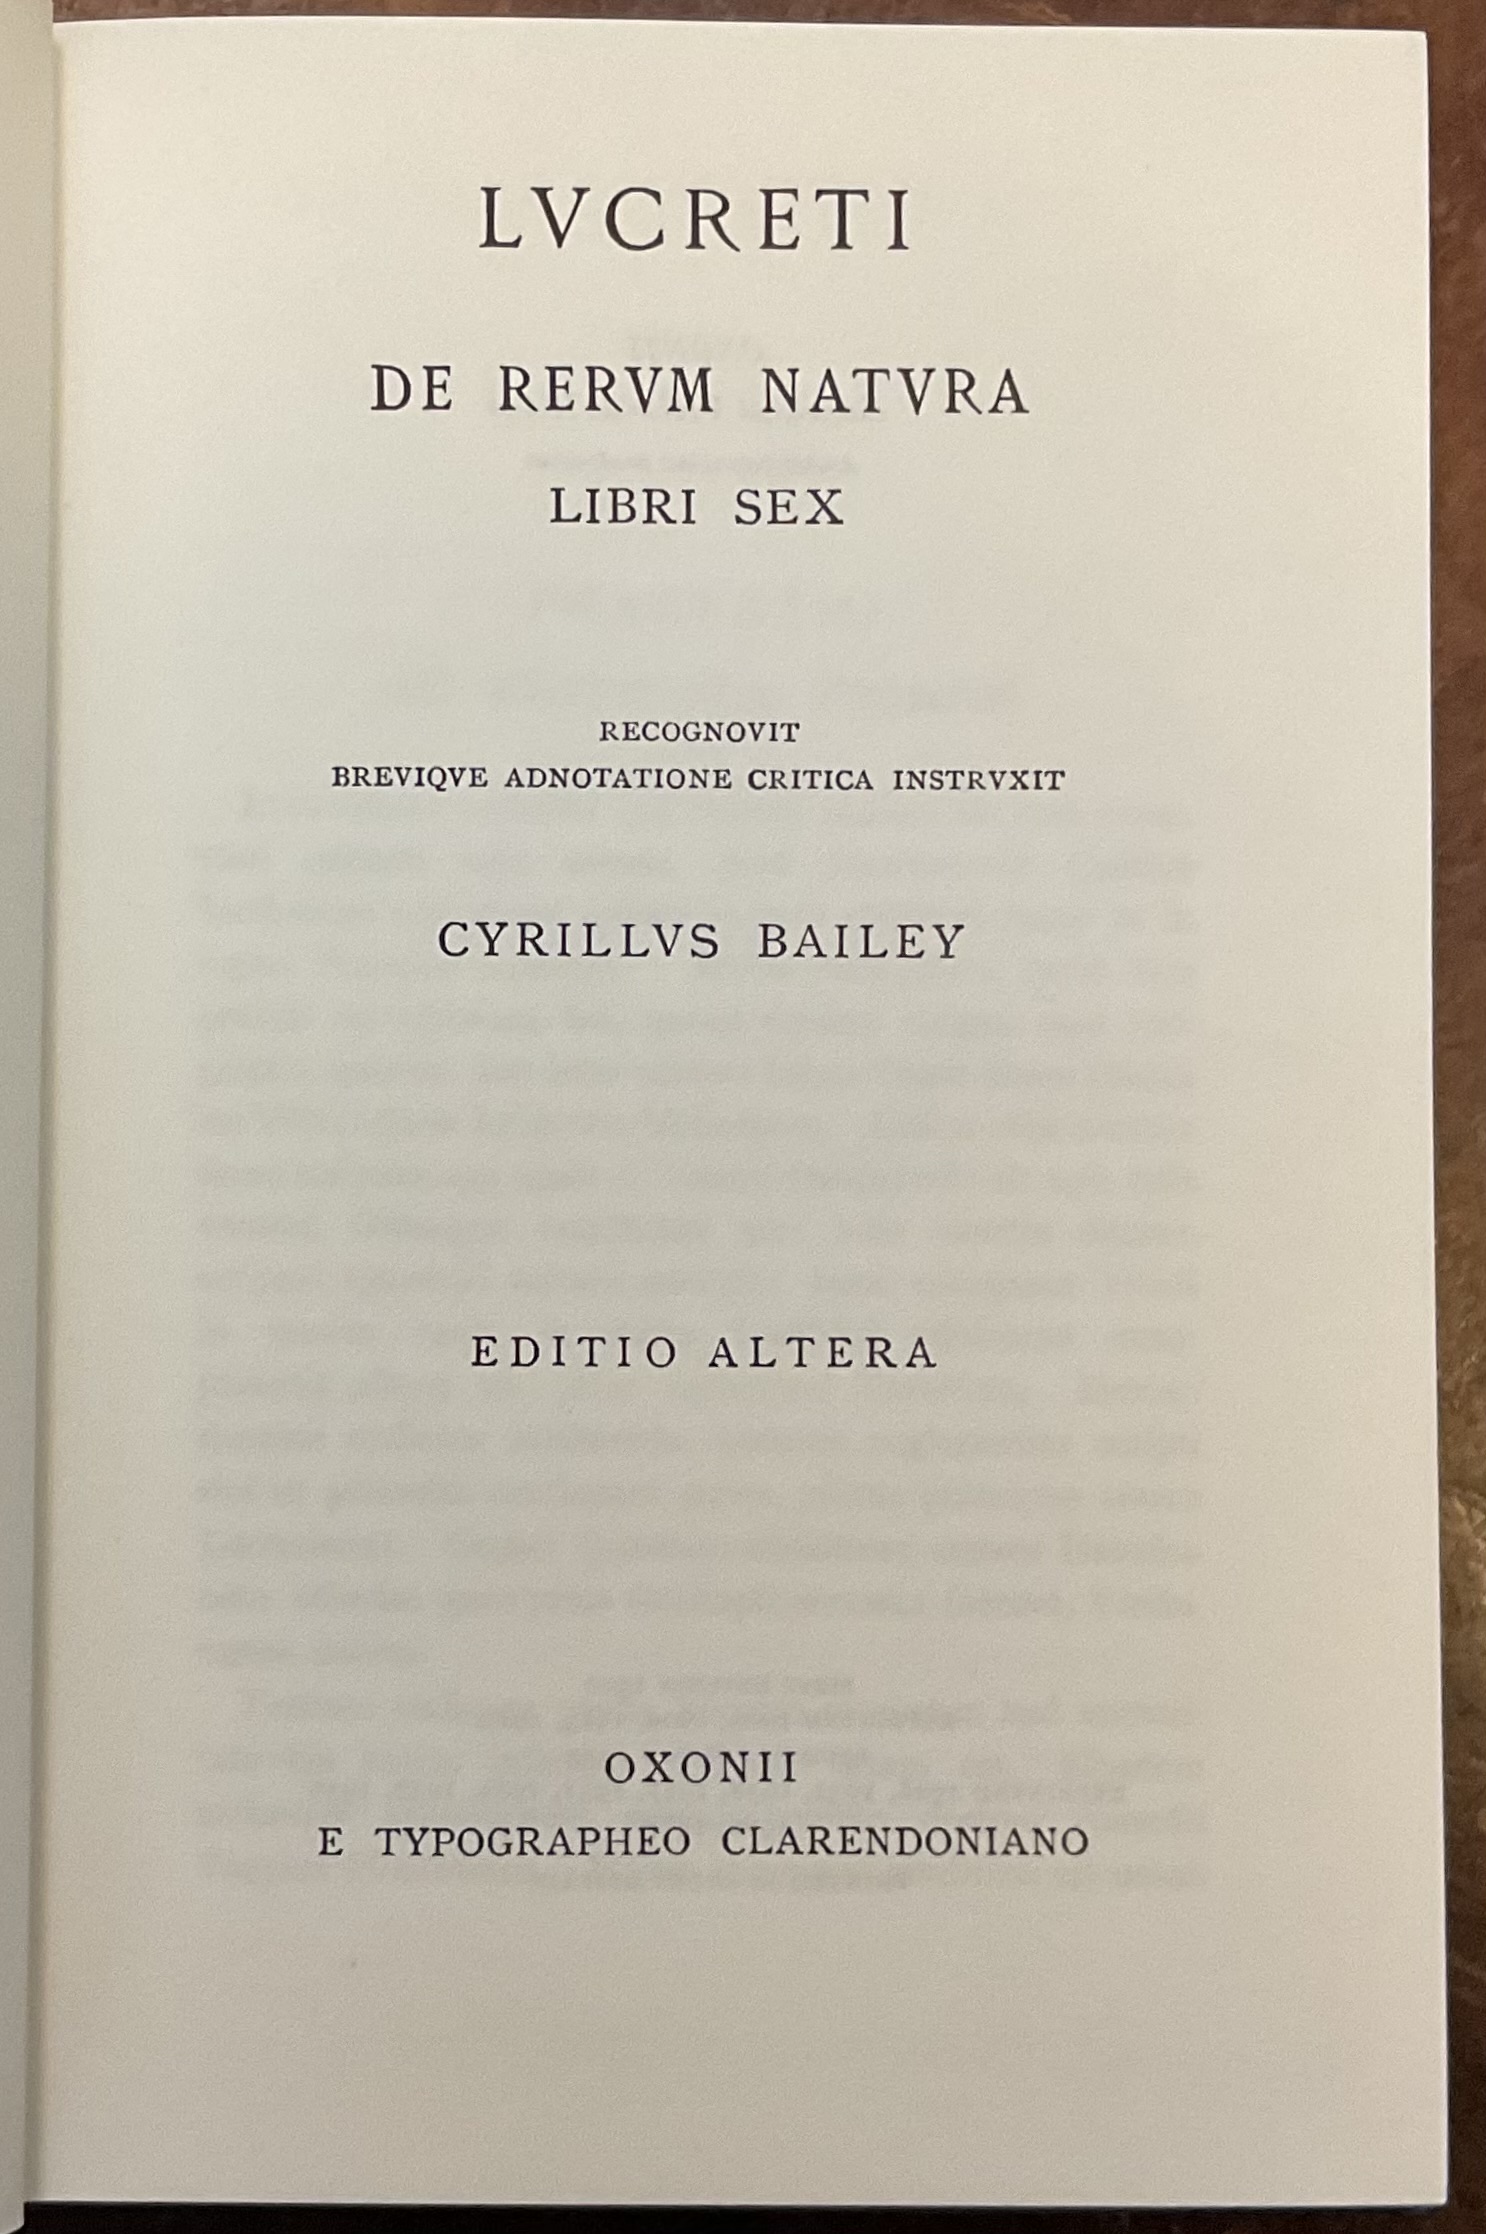 LVCRETI
DE RERVM NATVRA
LIBRI SEX
RECOGNOVIT
BREVIQVE ADNOTATIONE CRITICA INSTRVXIT
CYRILLVS BAILEY
EDITIO ALTERA
OXONII
E TYPOGRAPHEO CLARENDONIANO